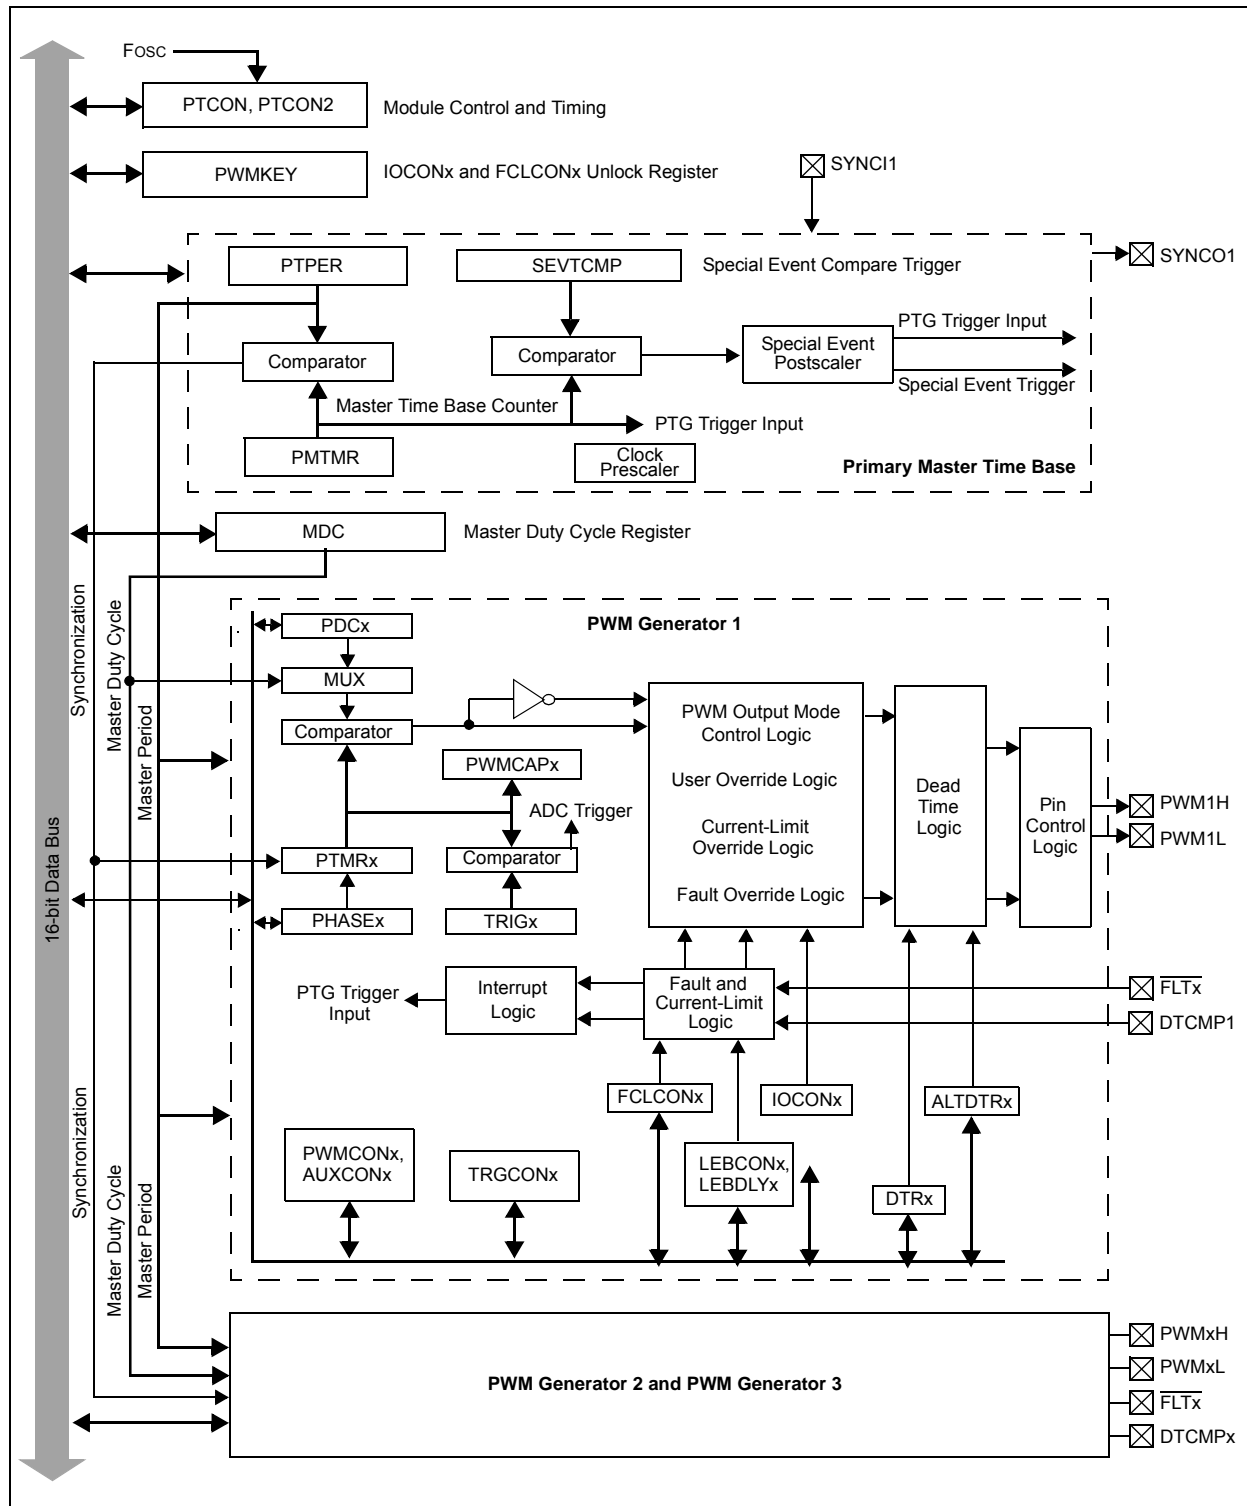 FOSC
PTCON, PTCON2
Module Control and Timing
PWMKEY
IOCONx and FCLCONx Unlock Register
SYNCI1
SYNCO1
PTPER
SEVTCMP
Special Event Compare Trigger
PTG Trigger Input
Comparator
Comparator
Special Event
Postscaler
Special Event Trigger
Master Time Base Counter
PTG Trigger Input
PMTMR
Clock
Prescaler
Primary Master Time Base
MDC
Master Duty Cycle Register
16-bit Data Bus
Synchronization
Master Duty Cycle
Master Period
PWM Generator 1
PDCx
MUX
Comparator
PWMCAPx
ADC Trigger
PTMRx
Comparator
PHASEx
TRIGx
PWM Output Mode
Control Logic
User Override Logic
Current-Limit
Override Logic
Fault Override Logic
Dead
Time
Logic
Pin
Control
Logic
PWM1H
PWM1L
PTG Trigger
Input
Interrupt
Logic
Fault and
Current-Limit
Logic
FLTx
DTCMP1
FCLCONx
IOCONx
ALTDTRx
PWMCONx,
AUXCONx
TRGCONx
LEBCONx,
LEBDLYx
DTRx
Synchronization
Master Duty Cycle
Master Period
PWM Generator 2 and PWM Generator 3
PWMxH
PWMxL
FLTx
DTCMPx